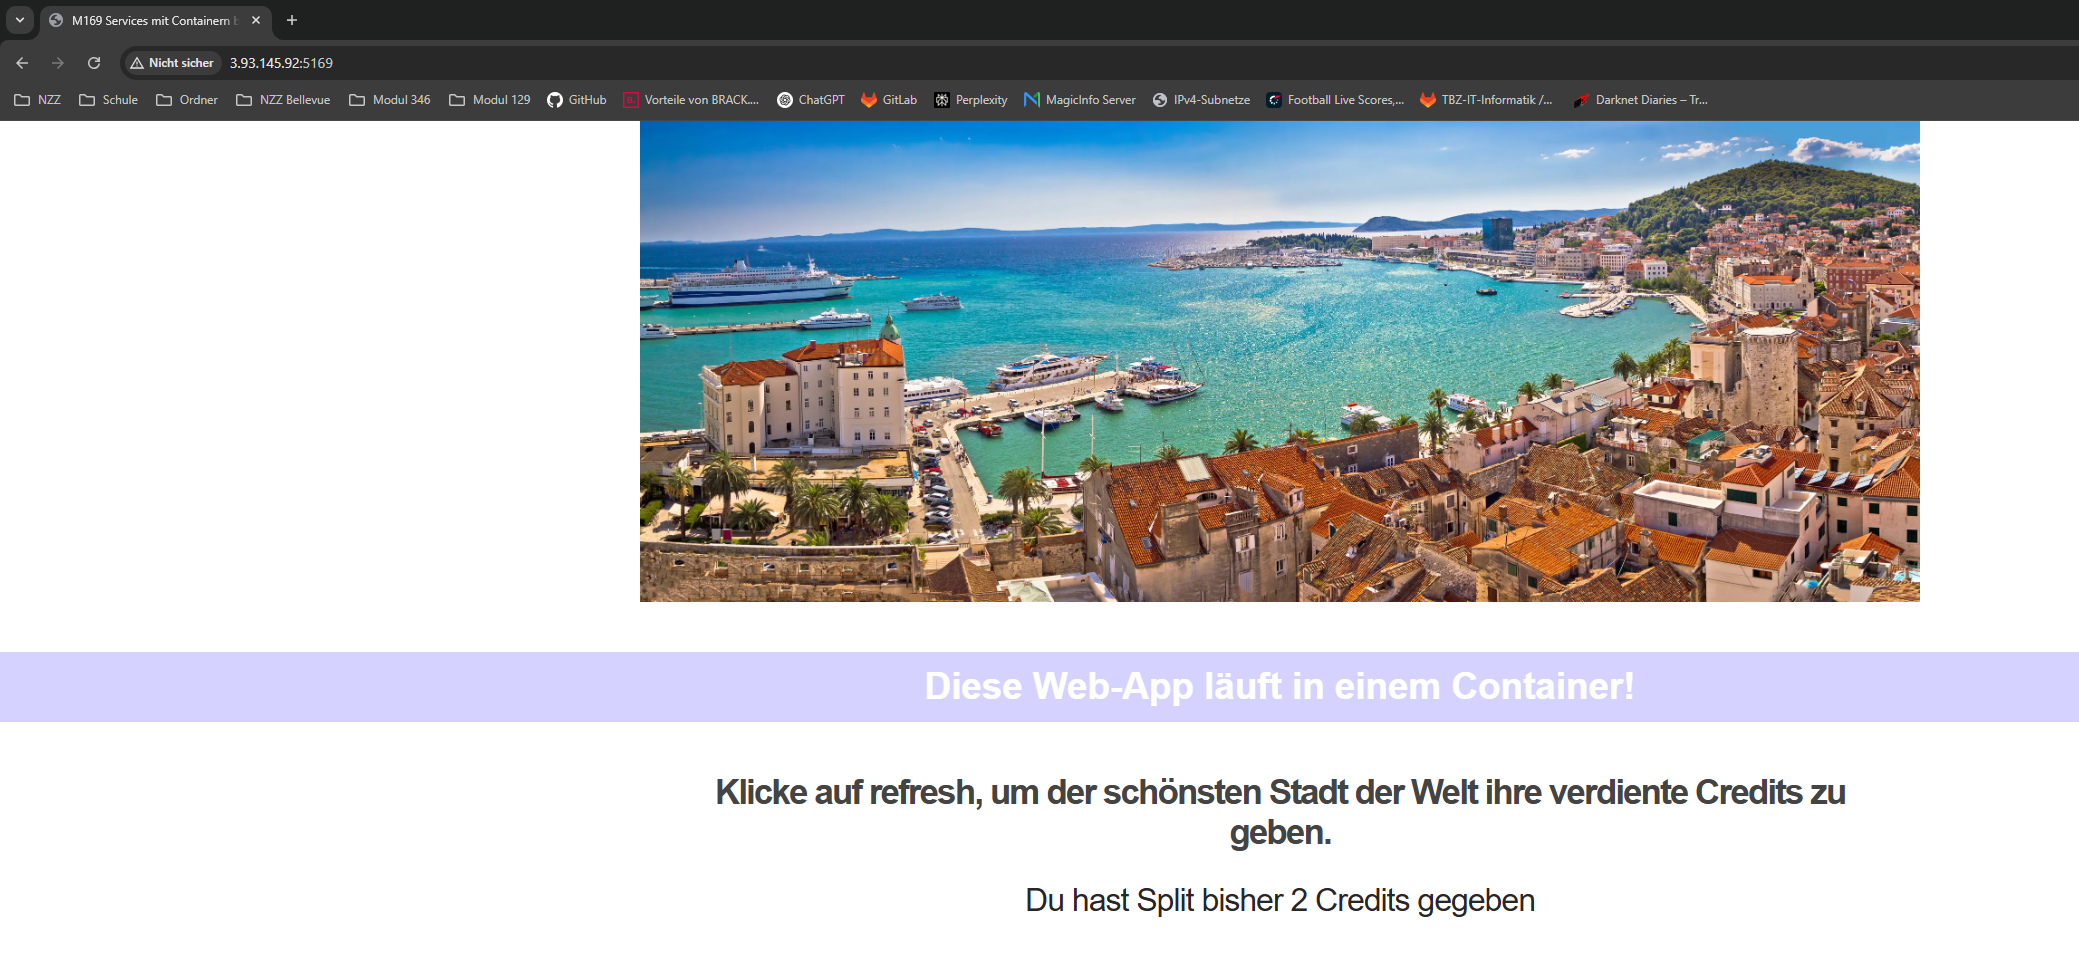 M169 Services mit Containern
Nicht sicher 3.93.145.92:5169
NZZ Schule Ordner NZZ Bellevue Modul 346 Modul 129 GitHub Vorteile von BRACK.... ChatGPT GitLab Perplexity MagicInfo Server IPv4-Subnetze Football Live Scores,... TBZ-IT-Informatik /... Darknet Diaries – Tr...
Diese Web-App läuft in einem Container!
Klicke auf refresh, um der schönsten Stadt der Welt ihre verdiente Credits zu
geben.
Du hast Split bisher 2 Credits gegeben